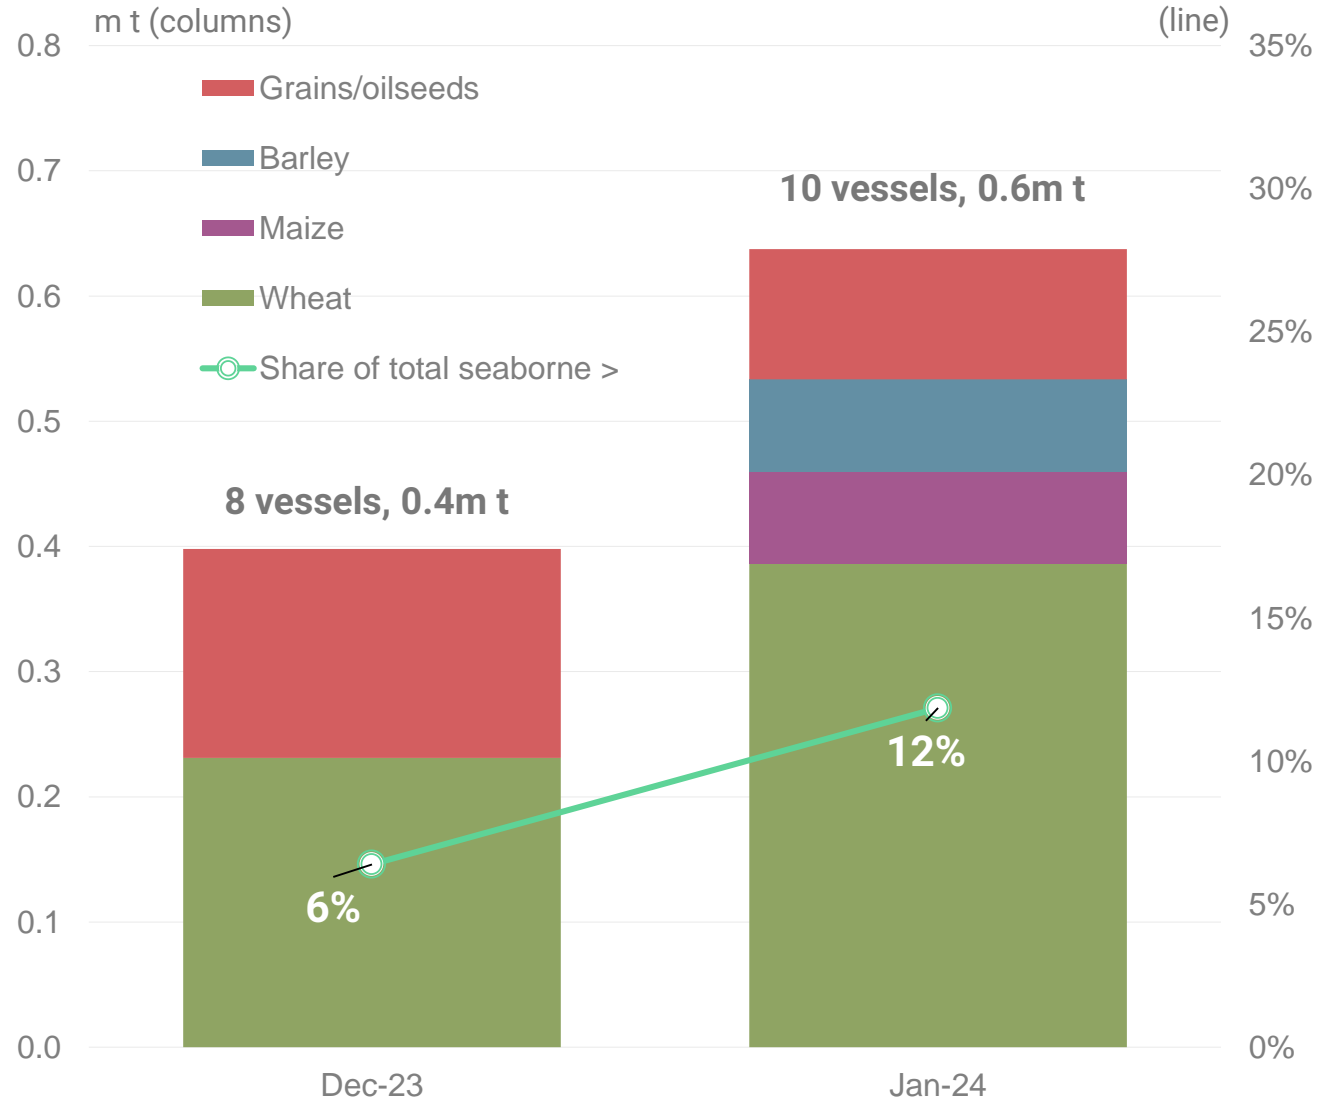 m t (columns)
(line)
0.8
0.7
0.6
0.5
0.4
0.3
0.2
0.1
0.0
35%
30%
25%
20%
15%
10%
5%
0%
Grains/oilseeds
Barley
Maize
Wheat
Share of total seaborne >
10 vessels, 0.6m t
8 vessels, 0.4m t
12%
6%
Dec-23
Jan-24